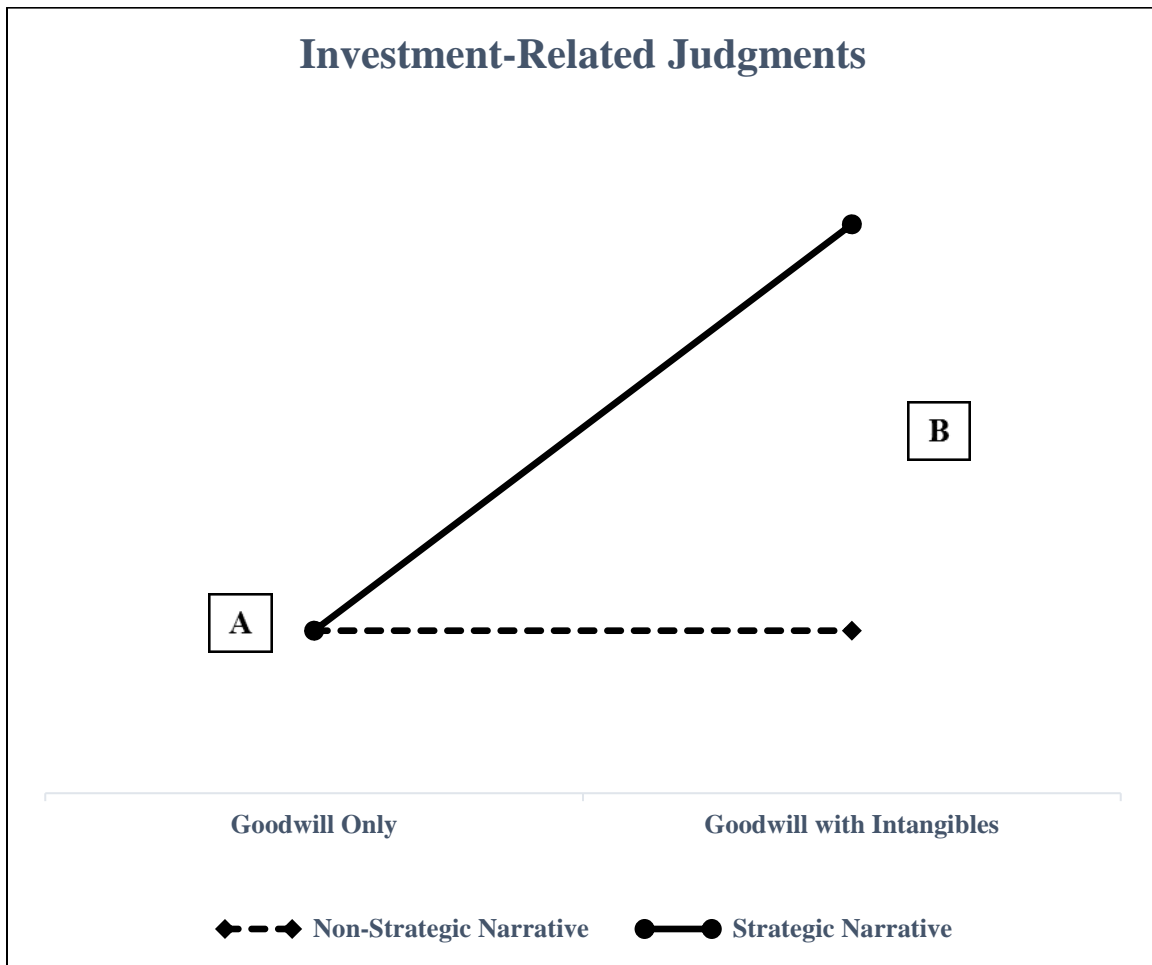 Investment-Related Judgments
B
A
Goodwill Only
Goodwill with Intangibles
Non-Strategic Narrative
Strategic Narrative